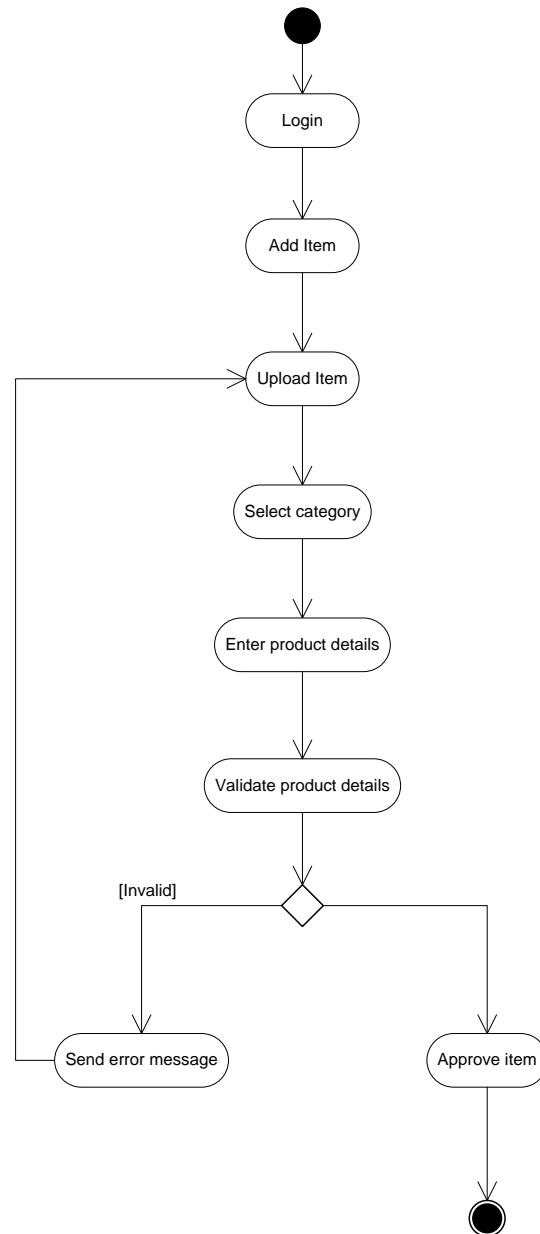 Login
Add Item
Upload Item
Select category
Enter product details
Validate product details
[Invalid]
Send error message
Approve item